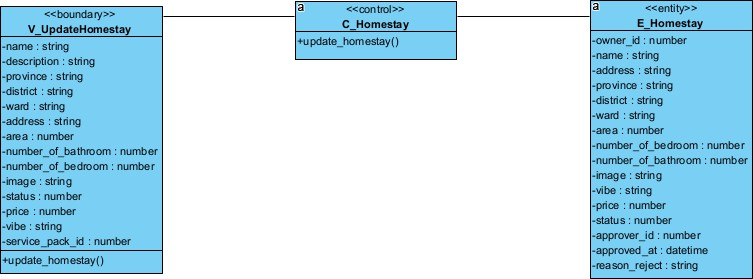 <<boundary>>
V_UpdateHomestay
-name : string
-description : string
-province : string
-district : string
-ward : string
-address : string
-area : number
-number_of_bathroom : number
-number_of_bedroom : number
-image : string
-status : number
-price : number
-vibe : string
-service_pack_id : number
+update_homestay()
a
<<control>>
C_Homestay
+update_homestay()
a
<<entity>>
E_Homestay
-owner_id : number
-name : string
-address : string
-province : string
-district : string
-ward : string
-area : number
-number_of_bedroom : number
-number_of_bathroom : number
-image : string
-vibe : string
-price : number
-status : number
-approver_id : number
-approved_at : datetime
-reason_reject : string